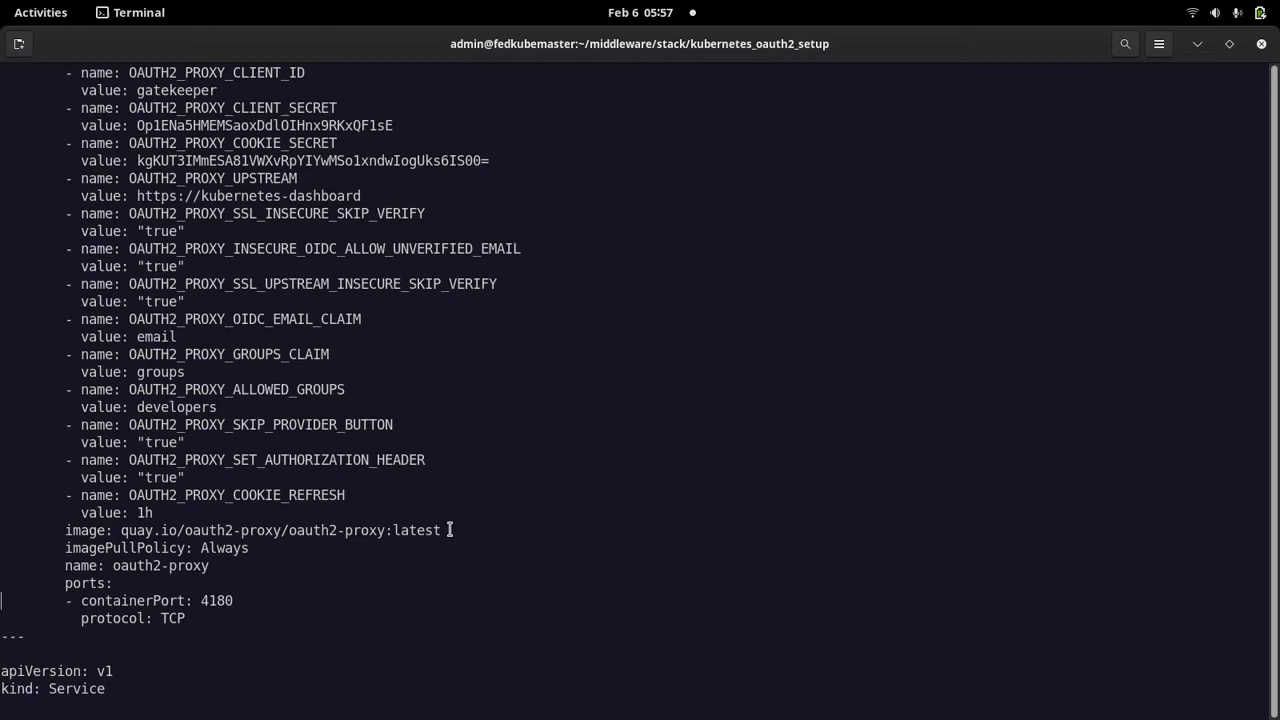 Activities
Terminal
Feb 6 05:57
admin@fedkubemaster:~/middleware/stack/kubernetes_oauth2_setup
- name: OAUTH2_PROXY_CLIENT_ID
value: gatekeeper
- name: OAUTH2_PROXY_CLIENT_SECRET
value: Op1ENa5HMEMSaoxDdlOIHnx9RKxQF1sE
- name: OAUTH2_PROXY_COOKIE_SECRET
value: kgKUT3IMmESA81VWXvRpYIYwMSo1xndwIogUks6IS00=
- name: OAUTH2_PROXY_UPSTREAM
value: https://kubernetes-dashboard
- name: OAUTH2_PROXY_SSL_INSECURE_SKIP_VERIFY
value: "true"
- name: OAUTH2_PROXY_INSECURE_OIDC_ALLOW_UNVERIFIED_EMAIL
value: "true"
- name: OAUTH2_PROXY_SSL_UPSTREAM_INSECURE_SKIP_VERIFY
value: "true"
- name: OAUTH2_PROXY_OIDC_EMAIL_CLAIM
value: email
- name: OAUTH2_PROXY_GROUPS_CLAIM
value: groups
- name: OAUTH2_PROXY_ALLOWED_GROUPS
value: developers
- name: OAUTH2_PROXY_SKIP_PROVIDER_BUTTON
value: "true"
- name: OAUTH2_PROXY_SET_AUTHORIZATION_HEADER
value: "true"
- name: OAUTH2_PROXY_COOKIE_REFRESH
value: 1h
image: quay.io/oauth2-proxy/oauth2-proxy:latest
imagePullPolicy: Always
name: oauth2-proxy
ports:
- containerPort: 4180
protocol: TCP
---
apiVersion: v1
kind: Service